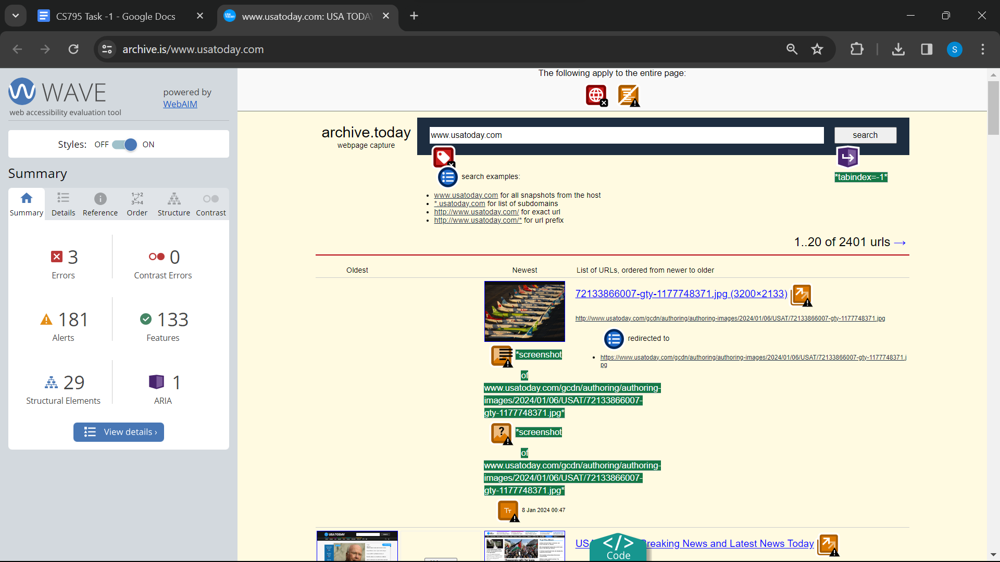 CS795 Task -1 - Google Docs
www.usatoday.com: USA TODAY
archive.is/www.usatoday.com
S
WAVE
web accessibility evaluation tool
powered by
WebAIM
Styles: OFF ON
Summary
Summary Details Reference Order Structure Contrast
3
Errors
0
Contrast Errors
181
Alerts
133
Features
29
Structural Elements
1
ARIA
View details ›
The following apply to the entire page:
archive.today
webpage capture
www.usatoday.com
search
*tabindex=-1*
search examples:
• www.usatoday.com for all snapshots from the host
• *.usatoday.com for list of subdomains
• http://www.usatoday.com/ for exact url
• http://www.usatoday.com/* for url prefix
1..20 of 2401 urls →
Oldest Newest List of URLs, ordered from newer to older
72133866007-gty-1177748371.jpg (3200×2133)
http://www.usatoday.com/gcdn/authoring/authoring-images/2024/01/06/USAT/72133866007-gty-1177748371.jpg
redirected to
• https://www.usatoday.com/gcdn/authoring/authoring-images/2024/01/06/USAT/72133866007-gty-1177748371.j
pg
*screenshot
of
www.usatoday.com/gcdn/authoring/authoring-
images/2024/01/06/USAT/72133866007-
gty-1177748371.jpg*
*screenshot
of
www.usatoday.com/gcdn/authoring/authoring-
images/2024/01/06/USAT/72133866007-
gty-1177748371.jpg*
8 Jan 2024 00:47
USA TODAY
Breaking News and Latest News Today
</>
Code